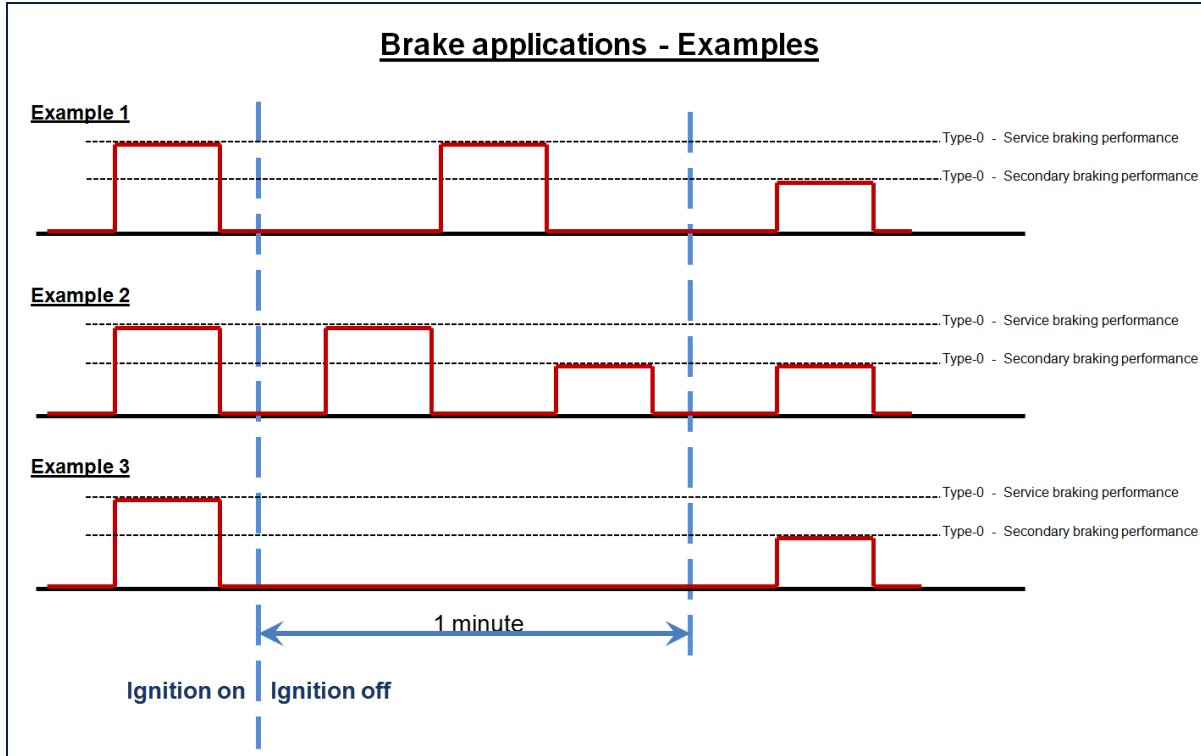 Brake applications - Examples
Example 1
Type-0 - Service braking performance
Type-0 - Secondary braking performance
Example 2
Type-0 - Service braking performance
Type-0 - Secondary braking performance
Example 3
Type-0 - Service braking performance
Type-0 - Secondary braking performance
1 minute
Ignition on Ignition off